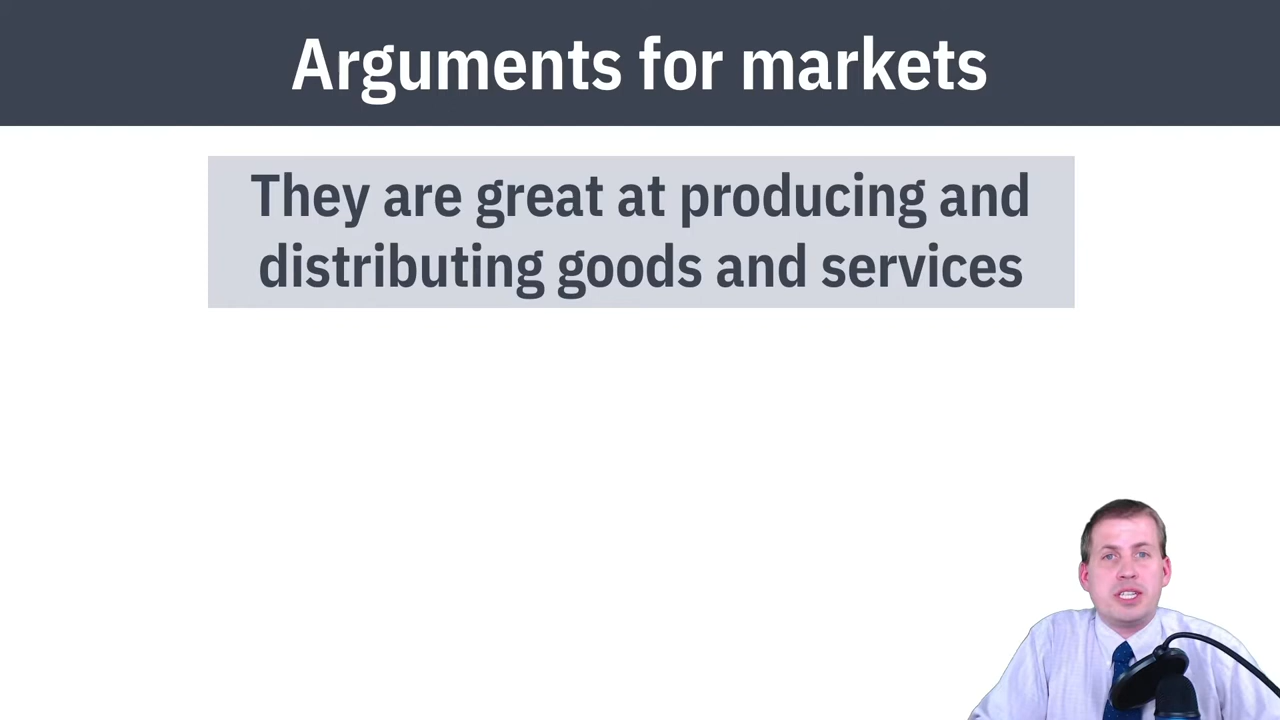 Arguments for markets
They are great at producing and
distributing goods and services